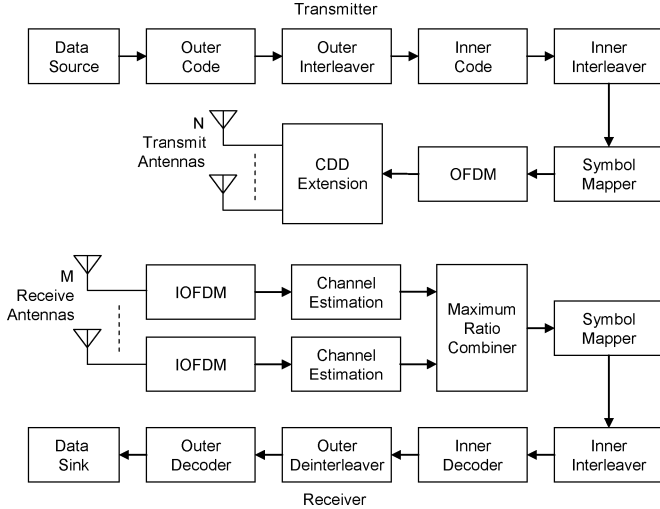 Transmitter
Data
Source
Outer
Code
Outer
Interleaver
Inner
Code
Inner
Interleaver
N
Transmit
Antennas
CDD
Extension
OFDM
Symbol
Mapper
M
Receive
Antennas
IOFDM
Channel
Estimation
IOFDM
Channel
Estimation
Maximum
Ratio
Combiner
Symbol
Mapper
Data
Sink
Outer
Decoder
Outer
Deinterleaver
Inner
Decoder
Inner
Interleaver
Receiver